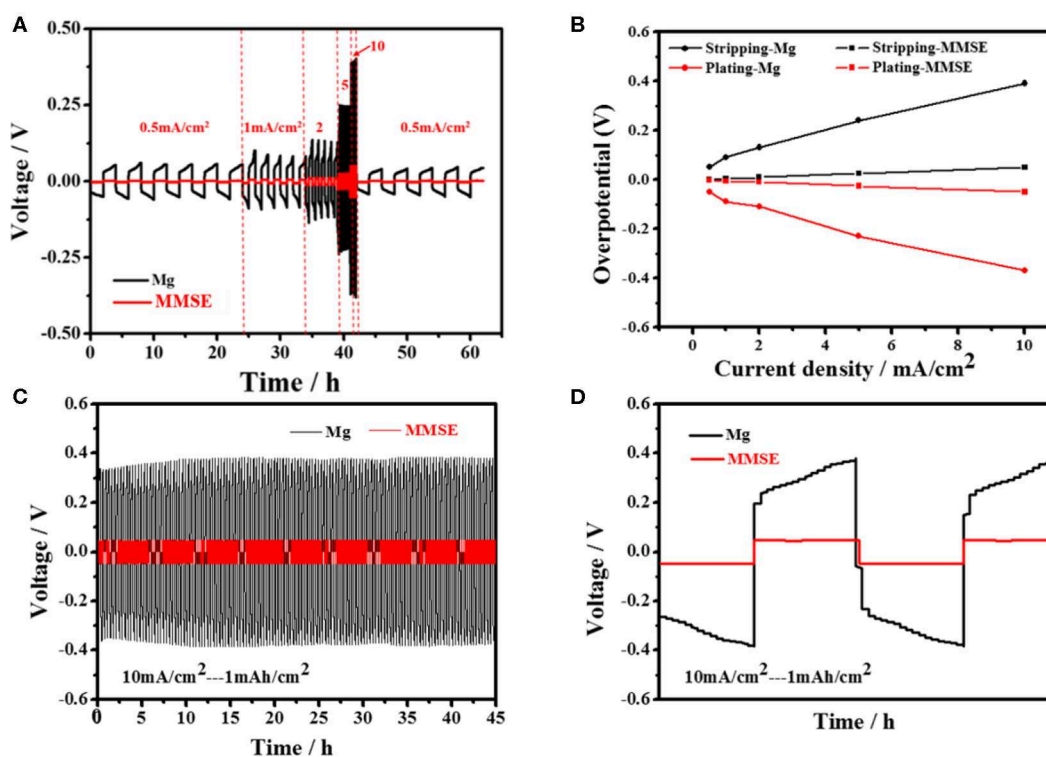 A
0.50
0.25
0.00
-0.25
-0.50
Voltage / V
0.5mA/cm²
1mA/cm²
2
5
10
0.5mA/cm²
Mg
MMSE
0 10 20 30 40 50 60
Time / h
B
0.6
0.4
0.2
0.0
-0.2
-0.4
-0.6
Overpotential (V)
Stripping-Mg Stripping-MMSE
Plating-Mg Plating-MMSE
0 2 4 6 8 10
Current density / mA/cm²
C
0.6
0.4
0.2
0.0
-0.2
-0.4
-0.6
Voltage / V
Mg MMSE
10mA/cm²---1mAh/cm²
0 5 10 15 20 25 30 35 40 45
Time / h
D
0.6
0.4
0.2
0.0
-0.2
-0.4
-0.6
Voltage / V
Mg
MMSE
10mA/cm²---1mAh/cm²
Time / h